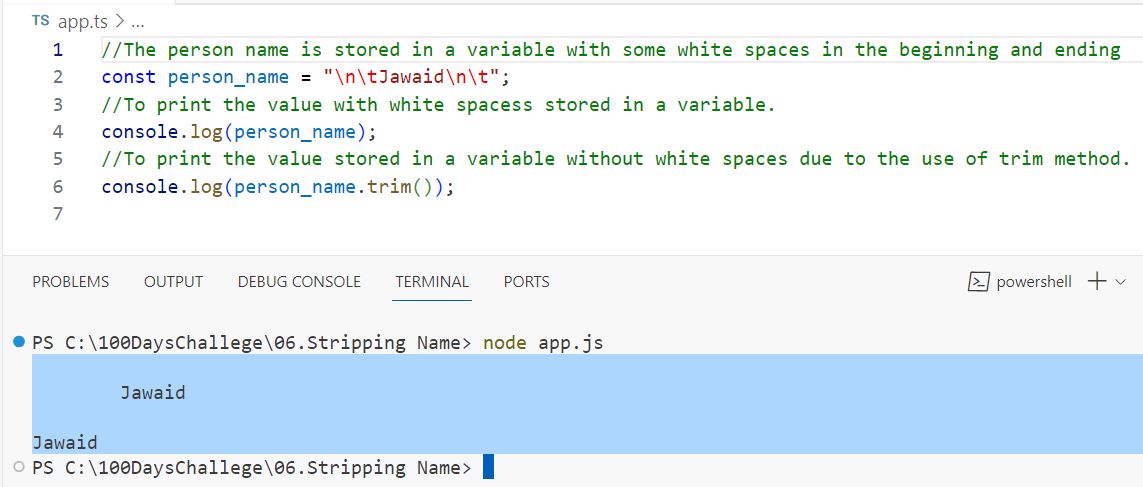 TS app.ts > ...
1 //The person name is stored in a variable with some white spaces in the beginning and ending
2 const person_name = "\n\tJawaid\n\t";
3 //To print the value with white spacess stored in a variable.
4 console.log(person_name);
5 //To print the value stored in a variable without white spaces due to the use of trim method.
6 console.log(person_name.trim());
7
PROBLEMS OUTPUT DEBUG CONSOLE TERMINAL PORTS powershell
PS C:\100DaysChallege\06.Stripping Name> node app.js
Jawaid
Jawaid
PS C:\100DaysChallege\06.Stripping Name>